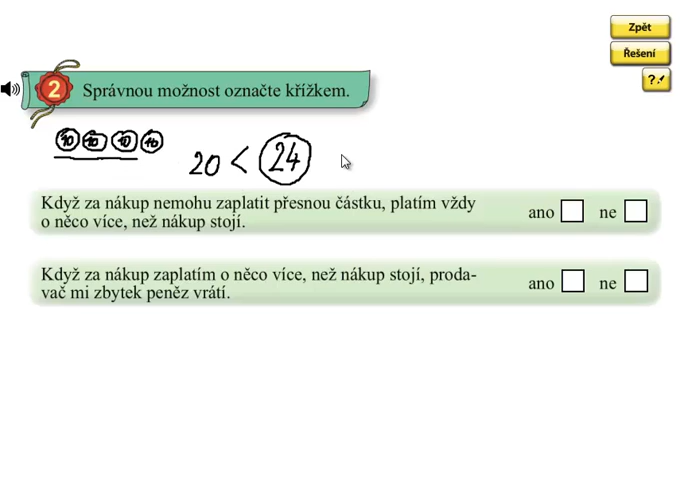 Zpět
Řešení
?
2 Správnou možnost označte křížkem.
10 10 10 10
20 < 24
Když za nákup nemohu zaplatit přesnou částku, platím vždy
o něco více, než nákup stojí.
ano ne
Když za nákup zaplatím o něco více, než nákup stojí, proda-
vač mi zbytek peněz vrátí.
ano ne